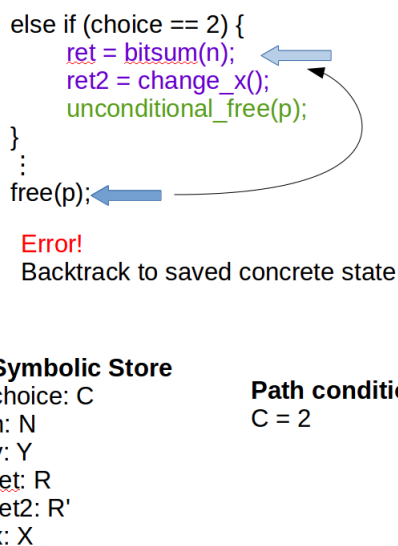 else if (choice == 2) {
ret = bitsum(n);
ret2 = change_x();
unconditional_free(p);
}
⋮
free(p);
Error!
Backtrack to saved concrete state
Symbolic Store
choice: C
n: N
y: Y
ret: R
ret2: R'
x: X
Path conditi
C = 2